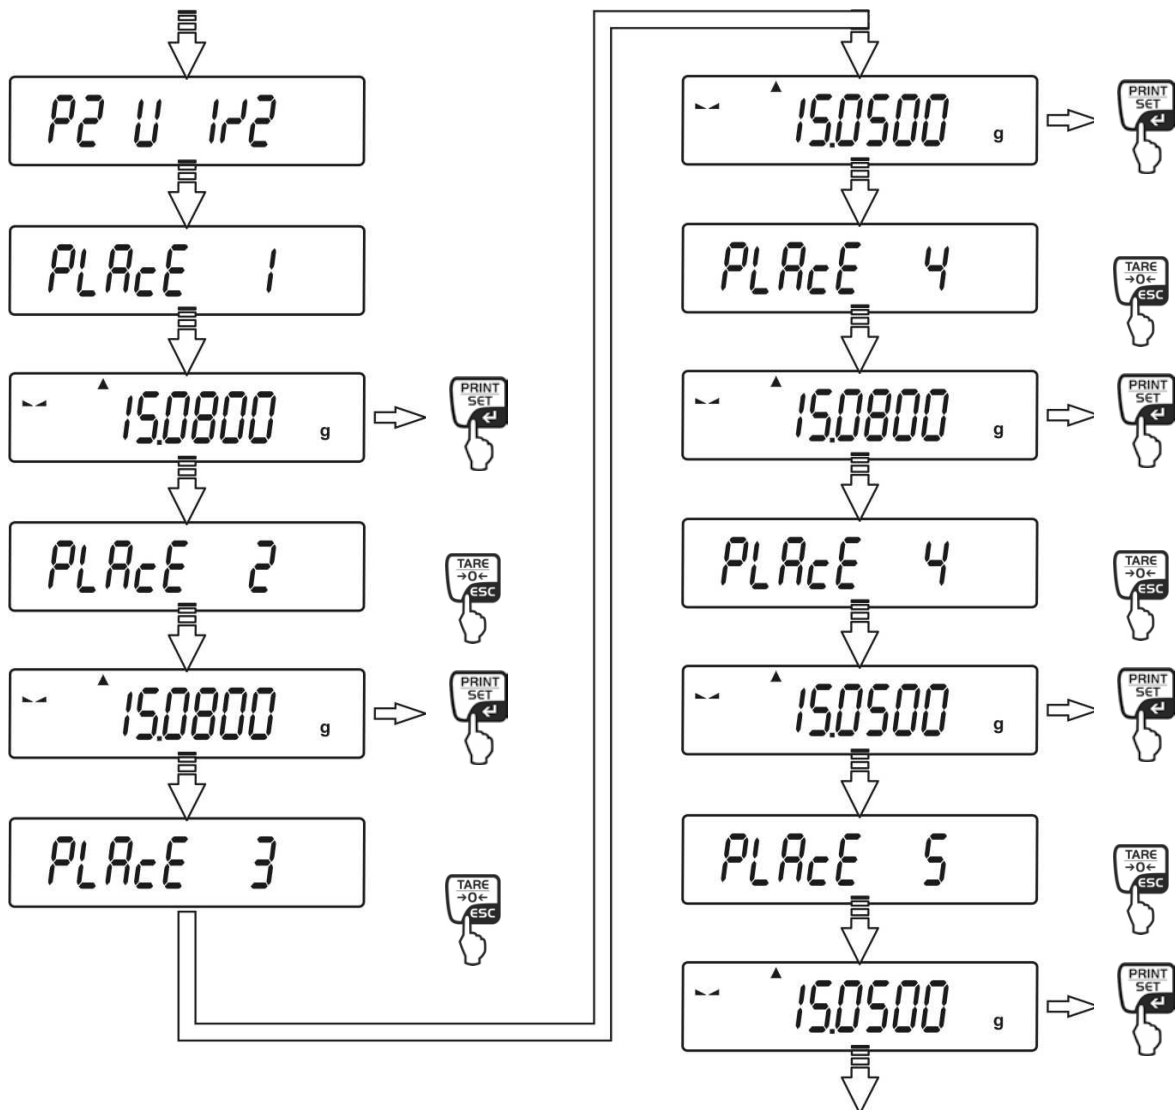 P2 U 1r2
PLAcE 1
15.0800 g
PRINT
SET
PLAcE 2
TARE
→0←
ESC
15.0800 g
PRINT
SET
PLAcE 3
TARE
→0←
ESC
15.0500 g
PRINT
SET
PLAcE 4
TARE
→0←
ESC
15.0800 g
PRINT
SET
PLAcE 4
TARE
→0←
ESC
15.0500 g
PRINT
SET
PLAcE 5
TARE
→0←
ESC
15.0500 g
PRINT
SET